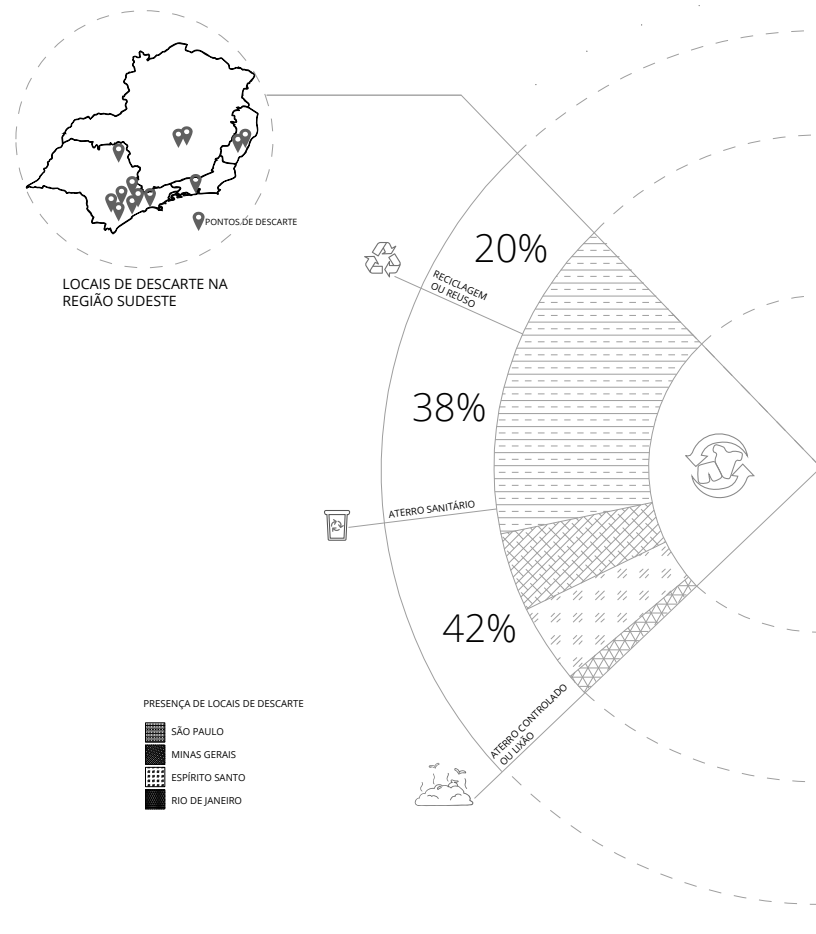 PONTOS DE DESCARTE
LOCAIS DE DESCARTE NA
REGIÃO SUDESTE
20%
RECICLAGEM
OU REUSO
38%
ATERRO SANITÁRIO
42%
ATERRO CONTROLADO
OU LIXÃO
PRESENÇA DE LOCAIS DE DESCARTE
SÃO PAULO
MINAS GERAIS
ESPÍRITO SANTO
RIO DE JANEIRO